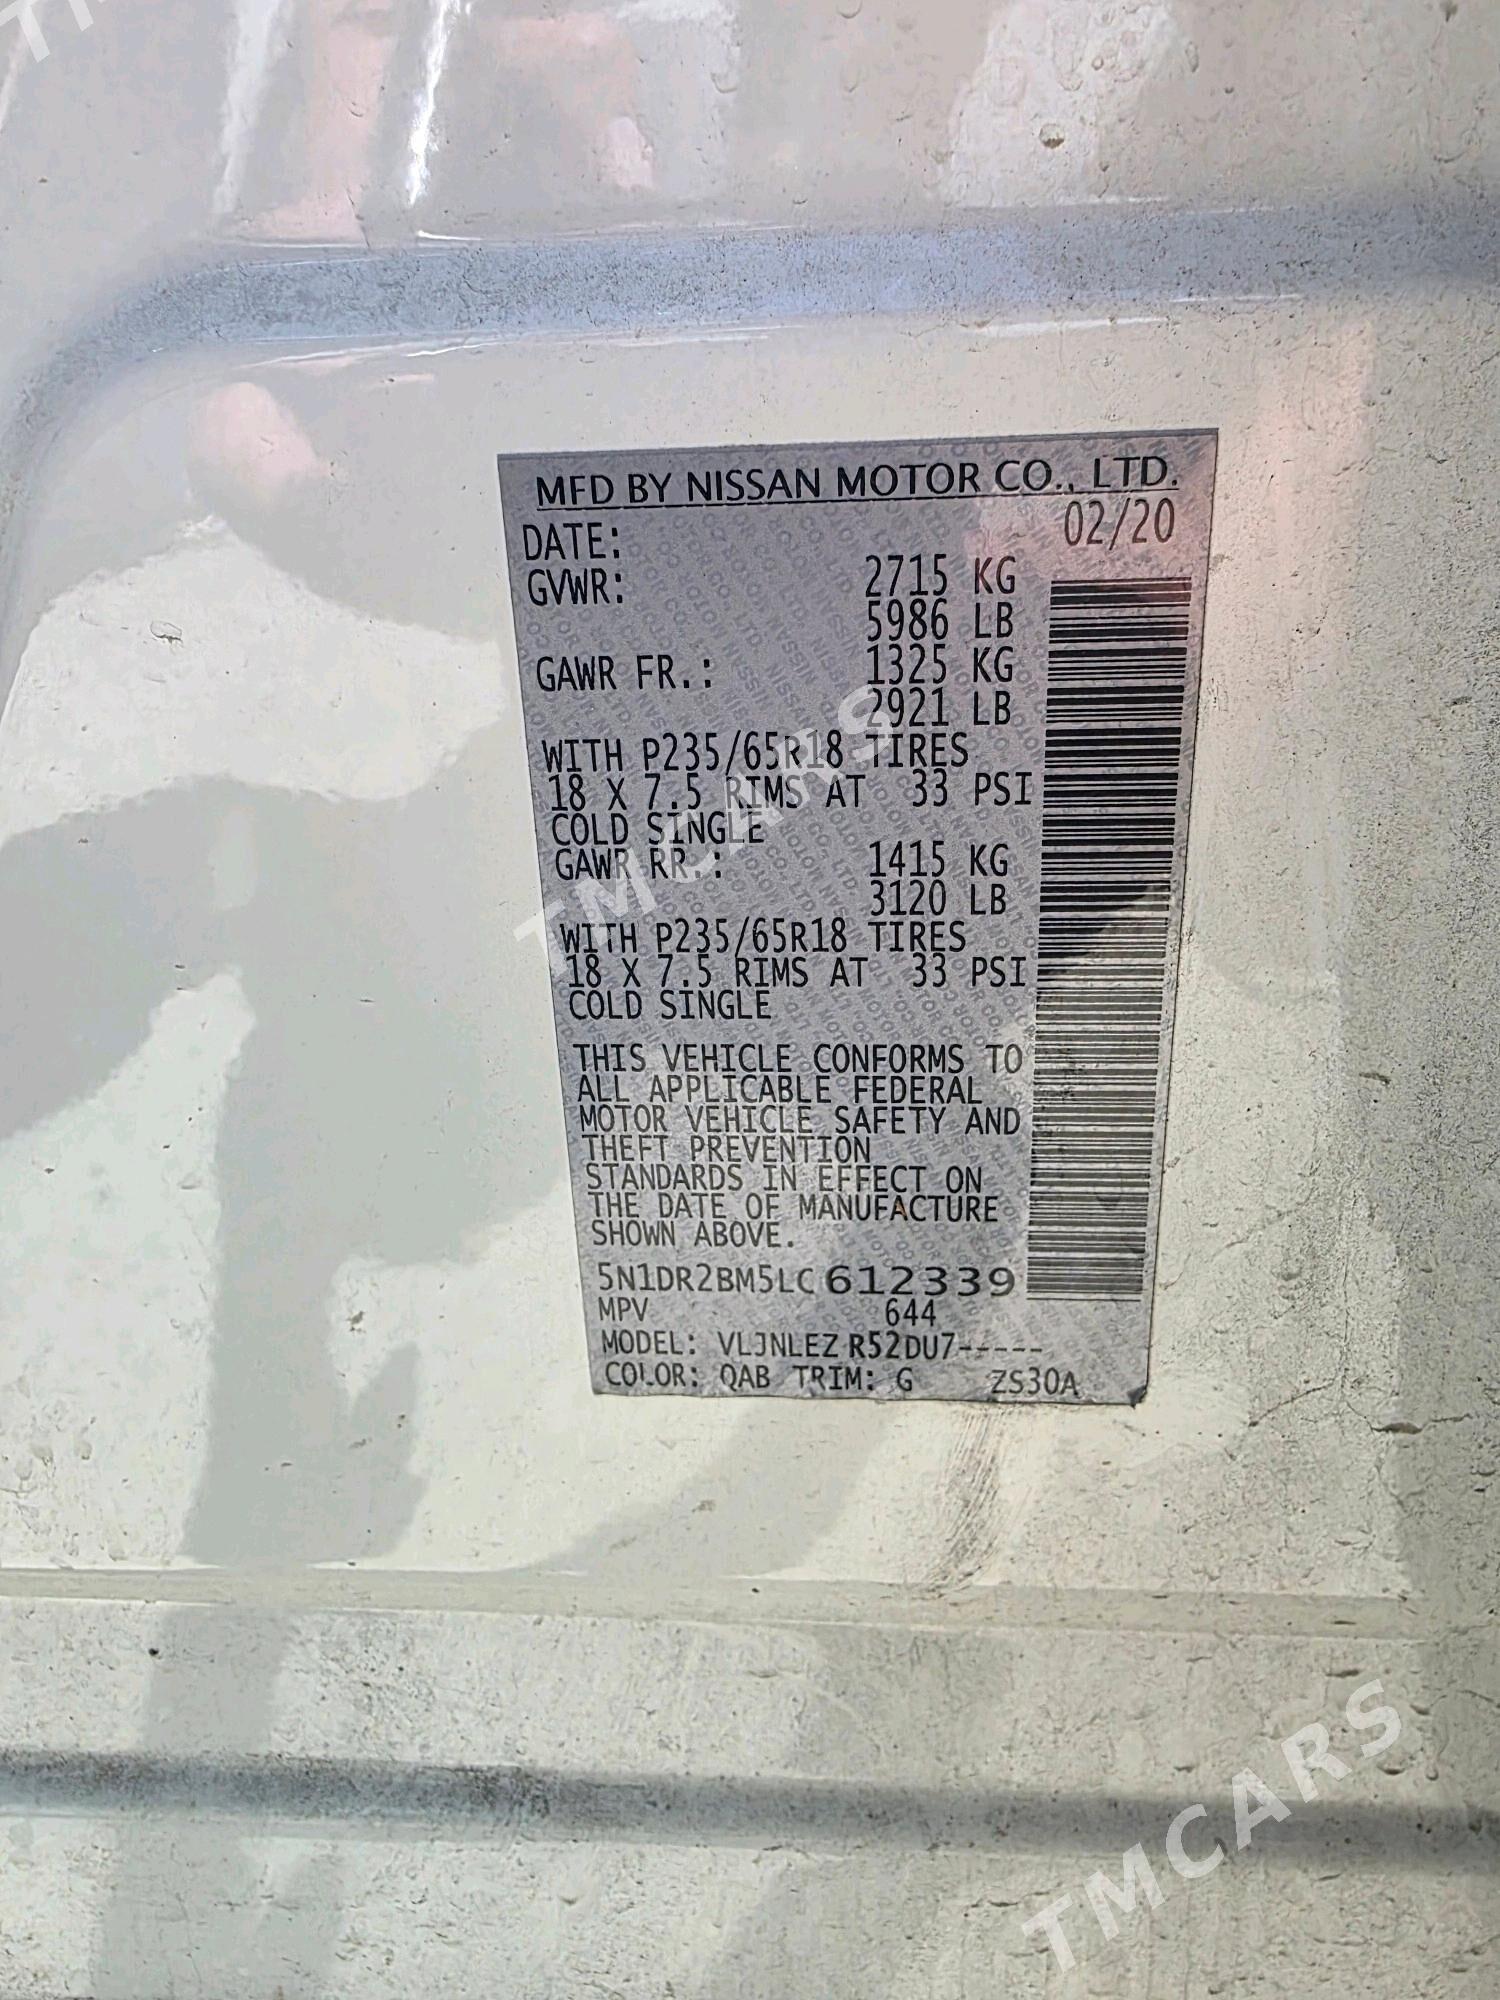 MFD BY NISSAN MOTOR CO., LTD.
DATE: 02/20
GVWR: 2715 KG
5986 LB
GAWR FR.: 1325 KG
2921 LB
WITH P235/65R18 TIRES
18 X 7.5 RIMS AT 33 PSI
COLD SINGLE
GAWR RR.: 1415 KG
3120 LB
WITH P235/65R18 TIRES
18 X 7.5 RIMS AT 33 PSI
COLD SINGLE
THIS VEHICLE CONFORMS TO
ALL APPLICABLE FEDERAL
MOTOR VEHICLE SAFETY AND
THEFT PREVENTION
STANDARDS IN EFFECT ON
THE DATE OF MANUFACTURE
SHOWN ABOVE.
5N1DR2BM5LC612339
MPV 644
MODEL: VLJNLEZ R52DU7-----
COLOR: QAB TRIM: G ZS30A
TMCARS
TMCARS